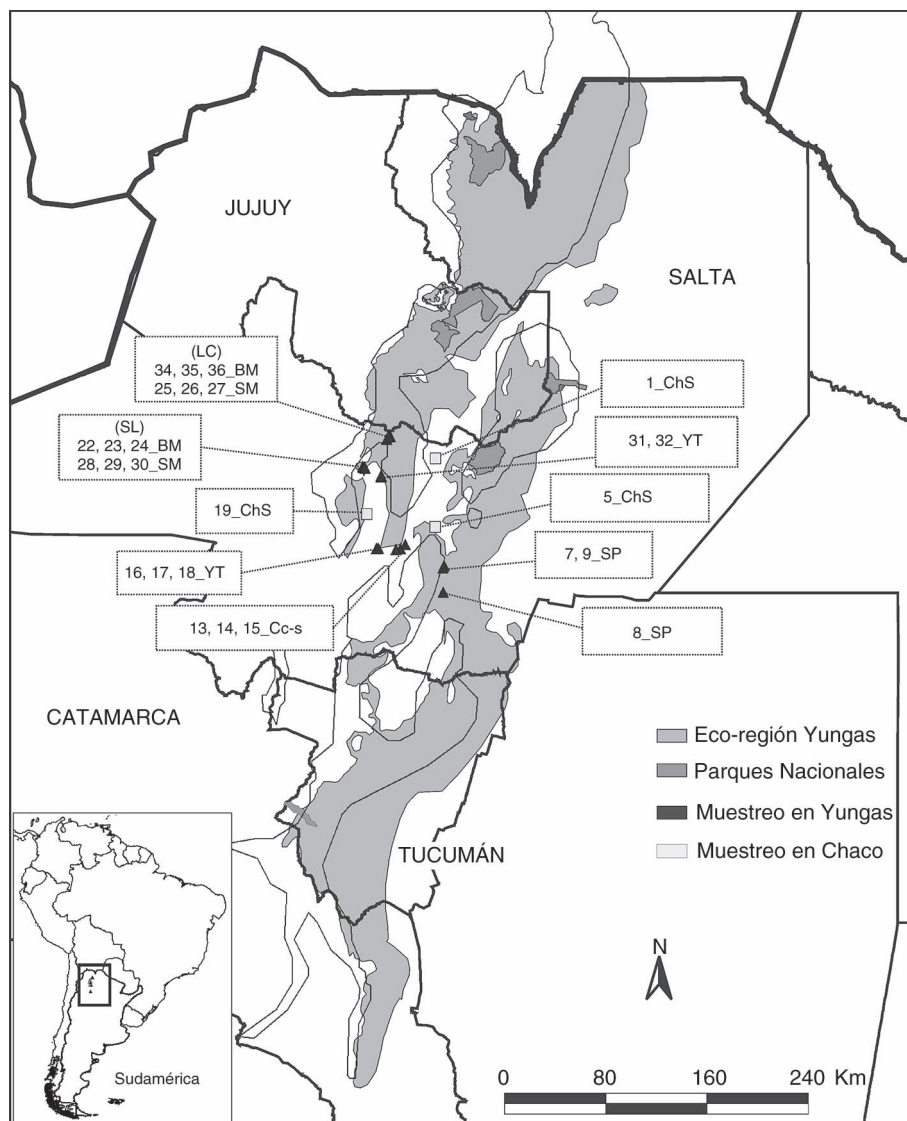 JUJUY
SALTA
(LC)
34, 35, 36_BM
25, 26, 27_SM
1_ChS
(SL)
22, 23, 24_BM
28, 29, 30_SM
31, 32_YT
19_ChS
5_ChS
16, 17, 18_YT
7, 9_SP
13, 14, 15_Cc-s
8_SP
CATAMARCA
Eco-región Yungas
Parques Nacionales
Muestreo en Yungas
Muestreo en Chaco
TUCUMÁN
N
Sudamérica
0 80 160 240 Km